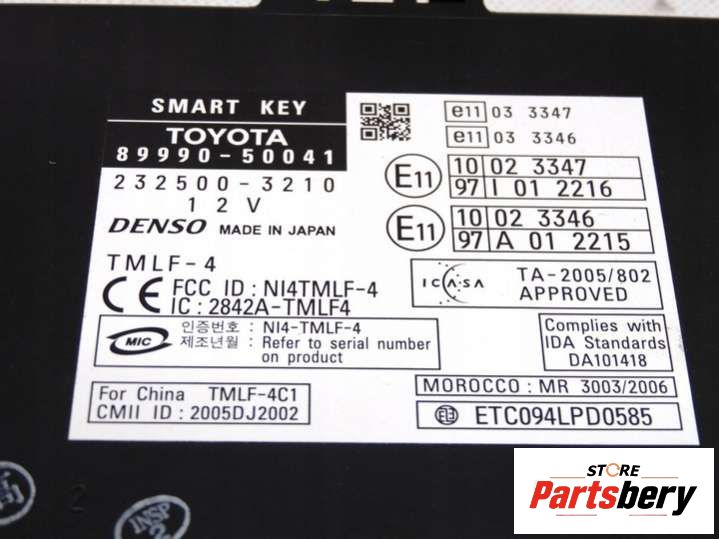 SMART KEY
TOYOTA
89990-50041
232500-3210
12V
DENSO MADE IN JAPAN
TMLF-4
CE FCC ID : NI4TMLF-4
IC : 2842A-TMLF4
MIC 인증번호 : NI4-TMLF-4
제조년월 : Refer to serial number
on product
For China TMLF-4C1
CMII ID : 2005DJ2002
e11 03 3347
e11 03 3346
E11 10 02 3347
97 I 01 2216
E11 10 02 3346
97 A 01 2215
ICASA TA-2005/802
APPROVED
Complies with
IDA Standards
DA101418
MOROCCO : MR 3003/2006
ETC094LPD0585
2
INSP
STORE
Partsbery